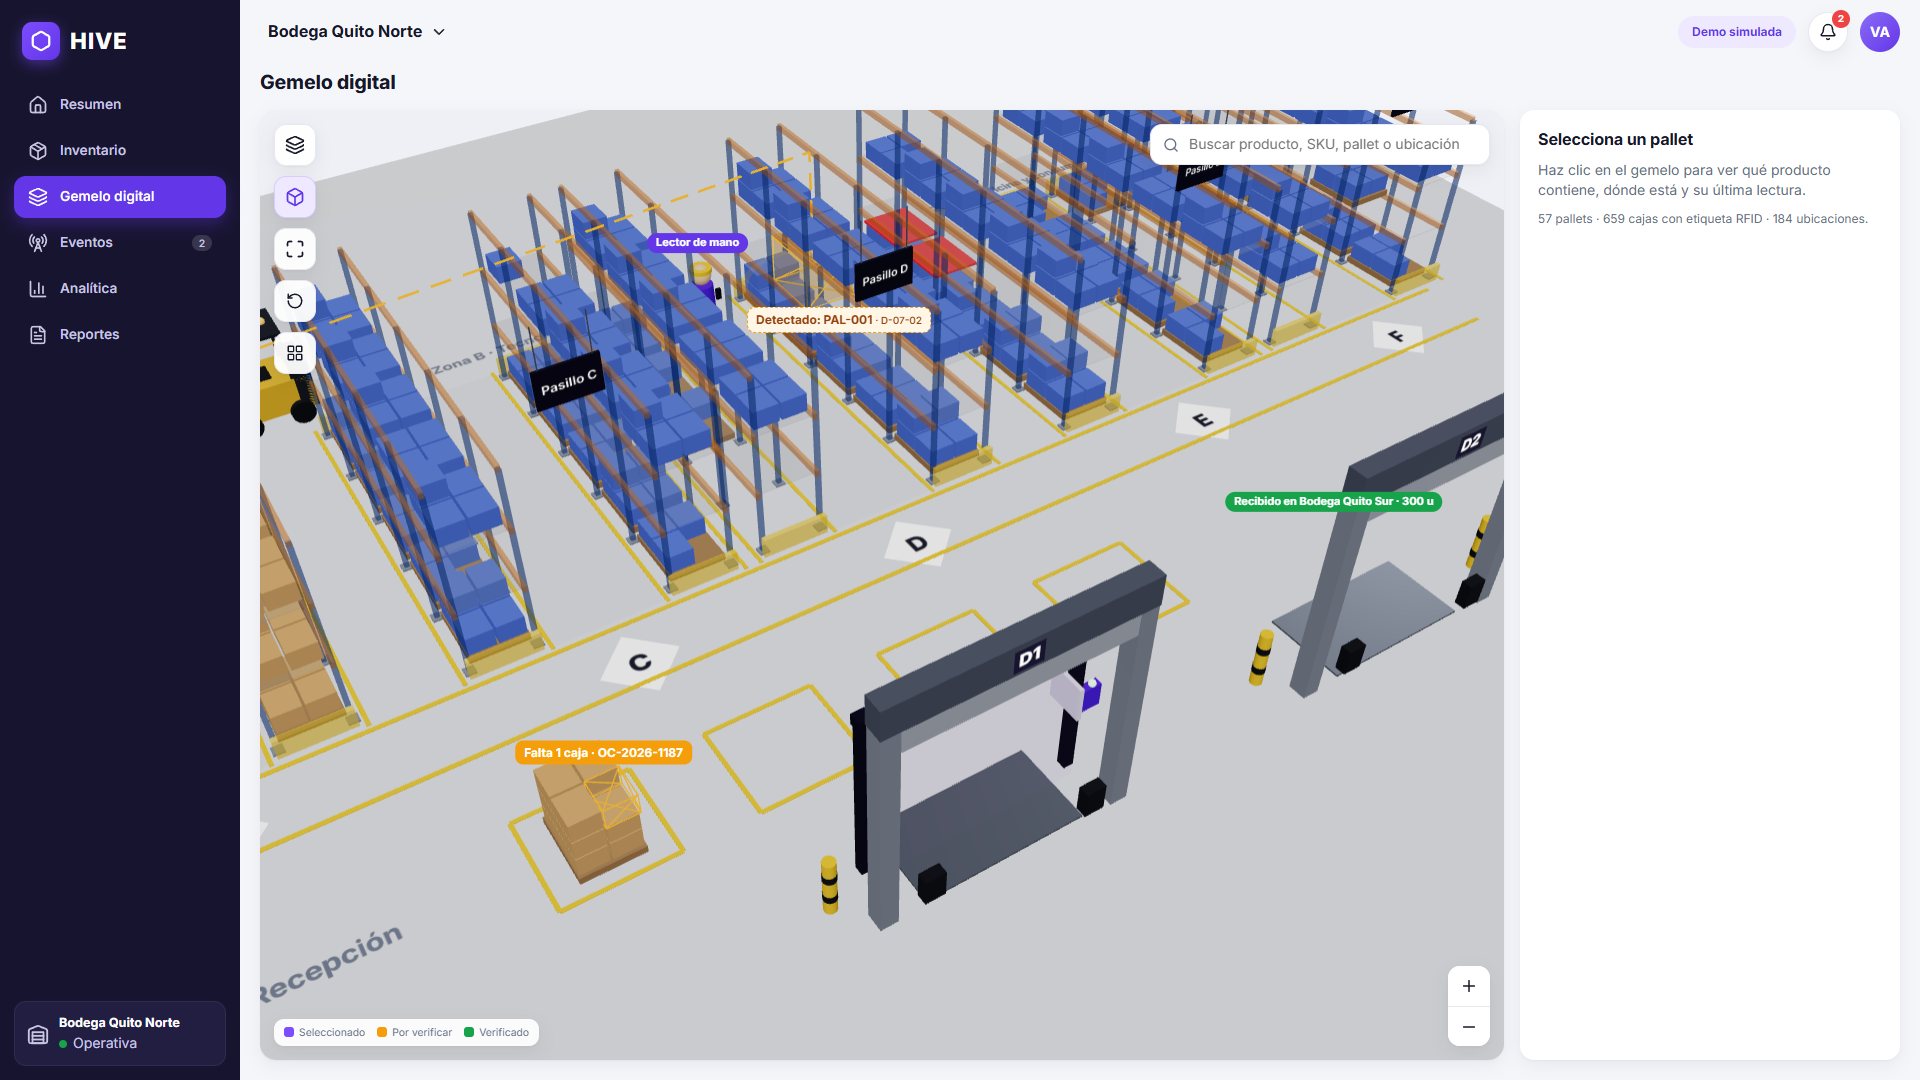 HIVE
Resumen
Inventario
Gemelo digital
Eventos
2
Analítica
Reportes
Bodega Quito Norte
Operativa
Bodega Quito Norte
Demo simulada
2
VA
Gemelo digital
Buscar producto, SKU, pallet o ubicación
Lector de mano
Pasillo D
Detectado: PAL-001 · D-07-02
Zona B ·
Pasillo C
F
E
D2
Recibido en Bodega Quito Sur · 300 u
D
C
D1
Falta 1 caja · OC-2026-1187
Recepción
Seleccionado
Por verificar
Verificado
Selecciona un pallet
Haz clic en el gemelo para ver qué producto
contiene, dónde está y su última lectura.
57 pallets · 659 cajas con etiqueta RFID · 184 ubicaciones.